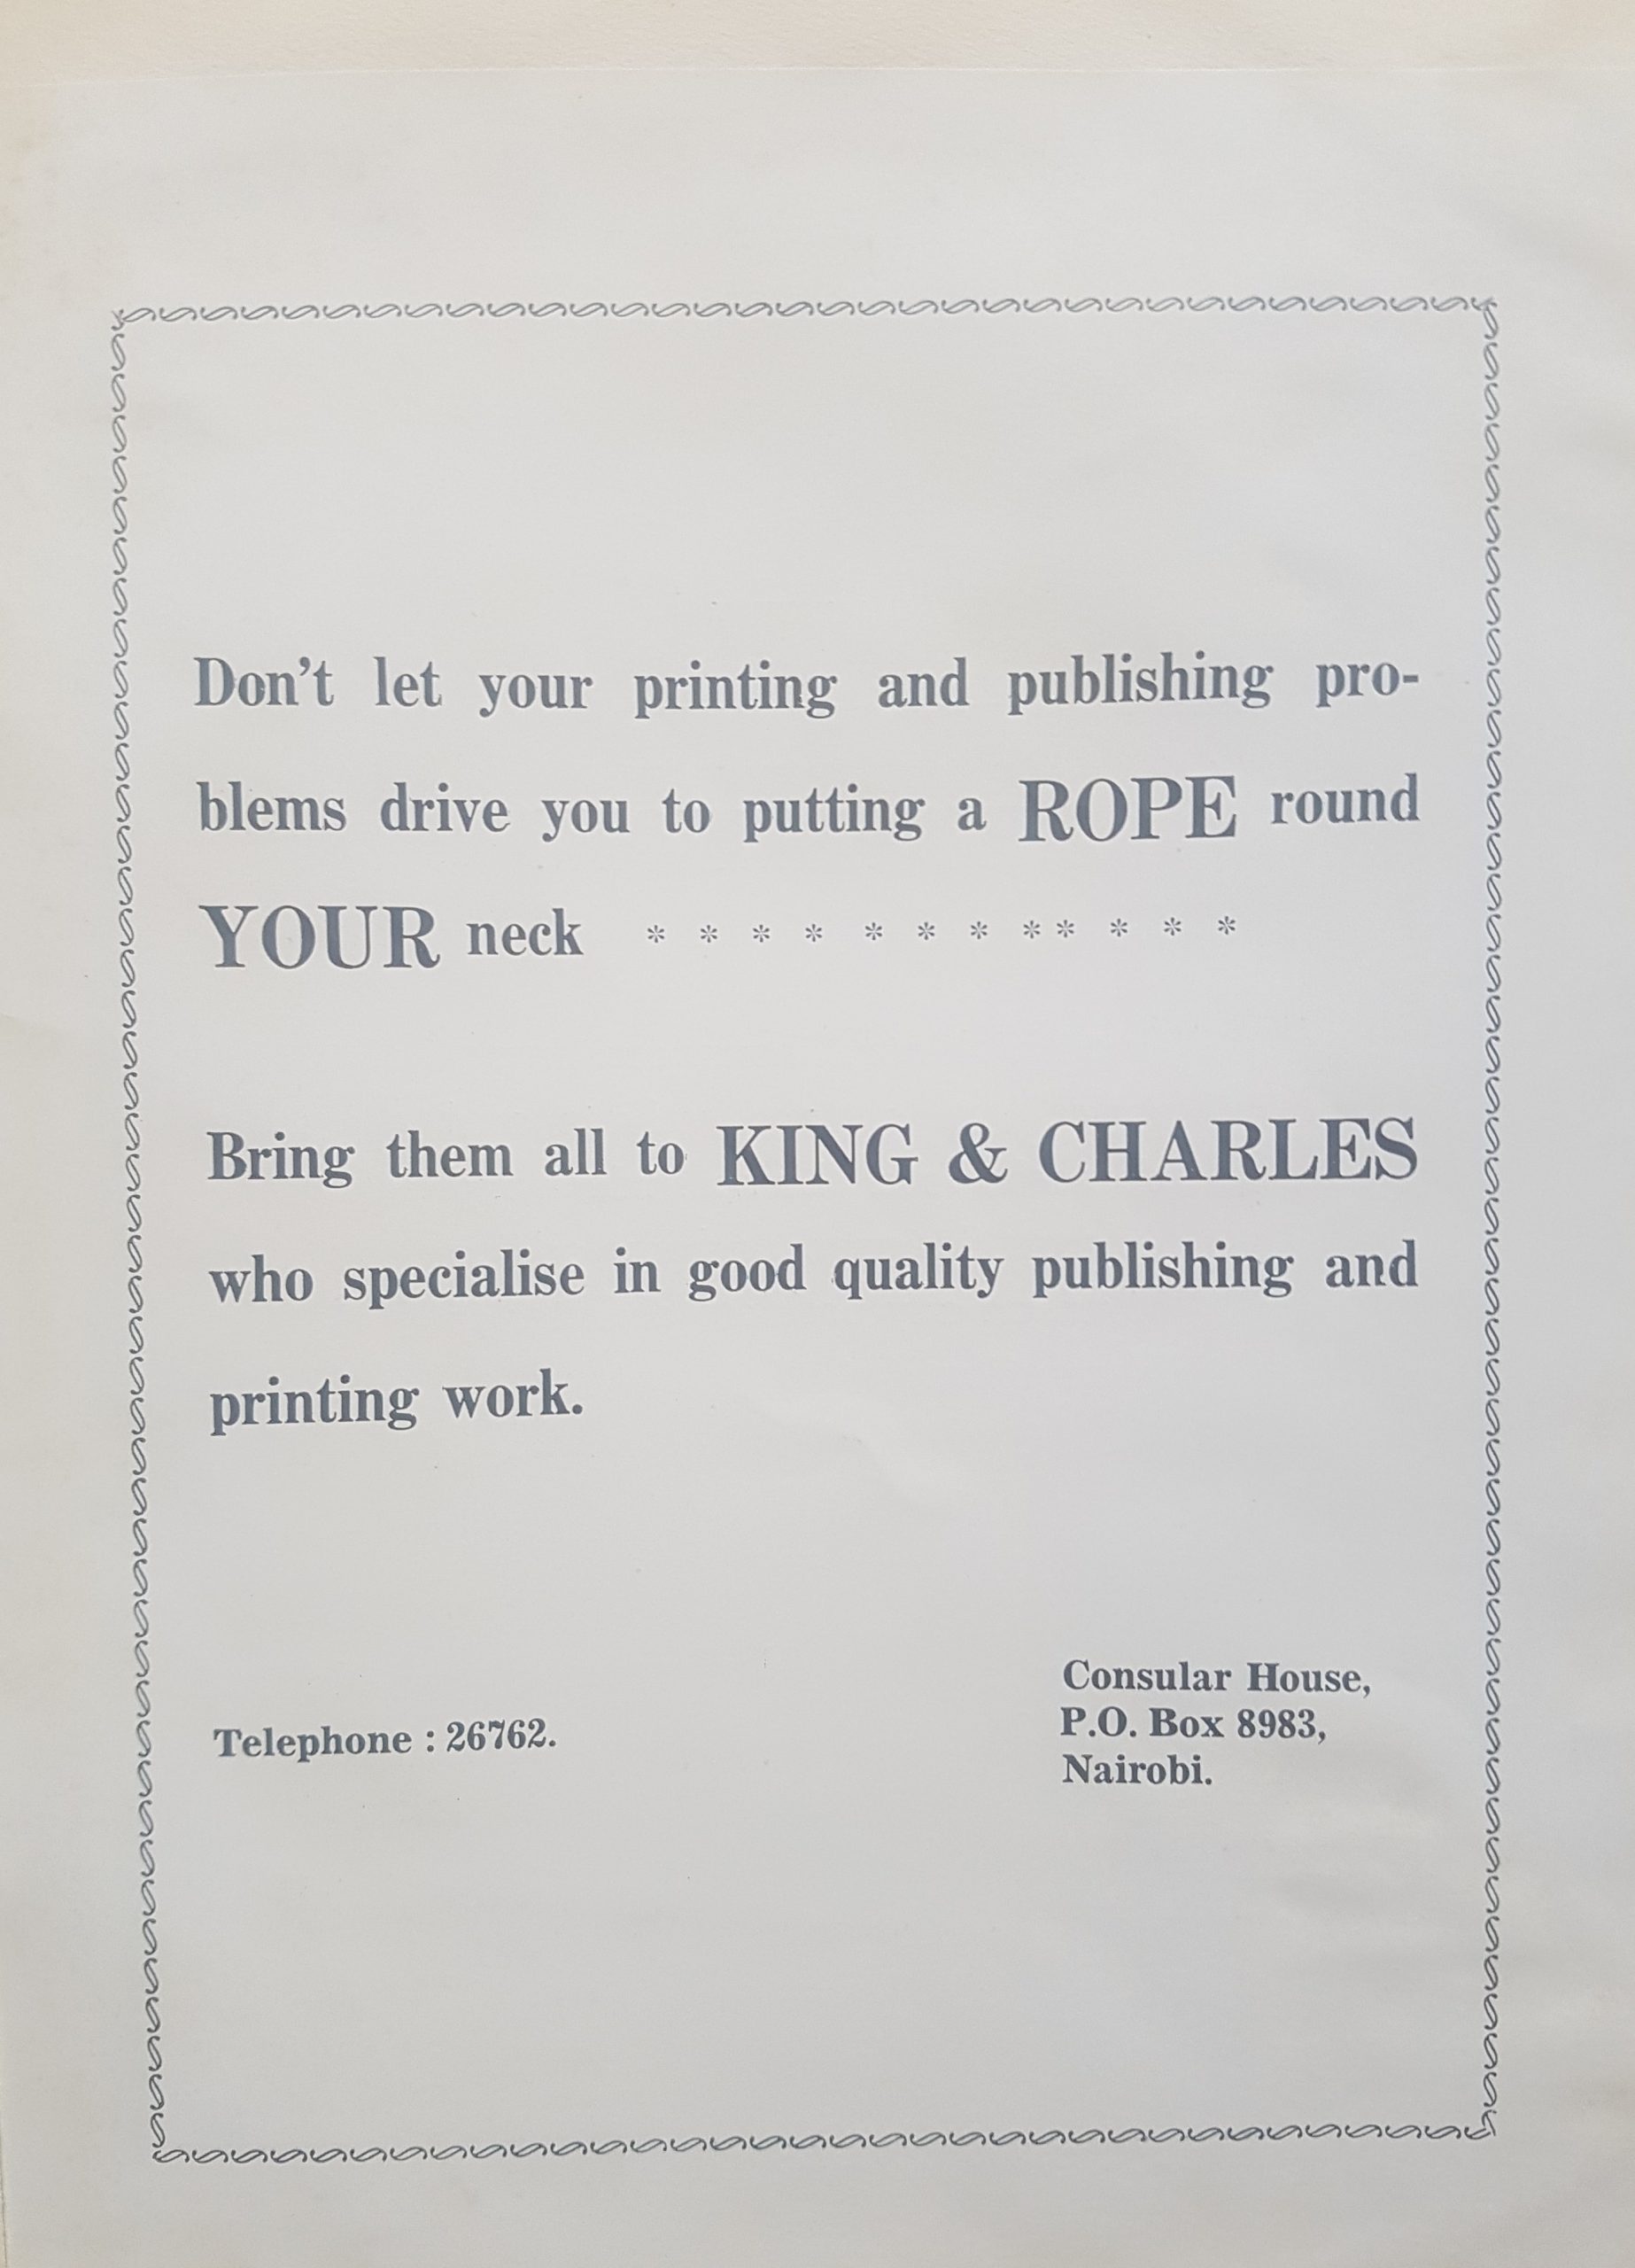 Don't let your printing and publishing pro-
blems drive you to putting a ROPE round
YOUR neck * * * * * * * * * * * *
Bring them all to KING & CHARLES
who specialise in good quality publishing and
printing work.
Telephone : 26762.
Consular House,
P.O. Box 8983,
Nairobi.